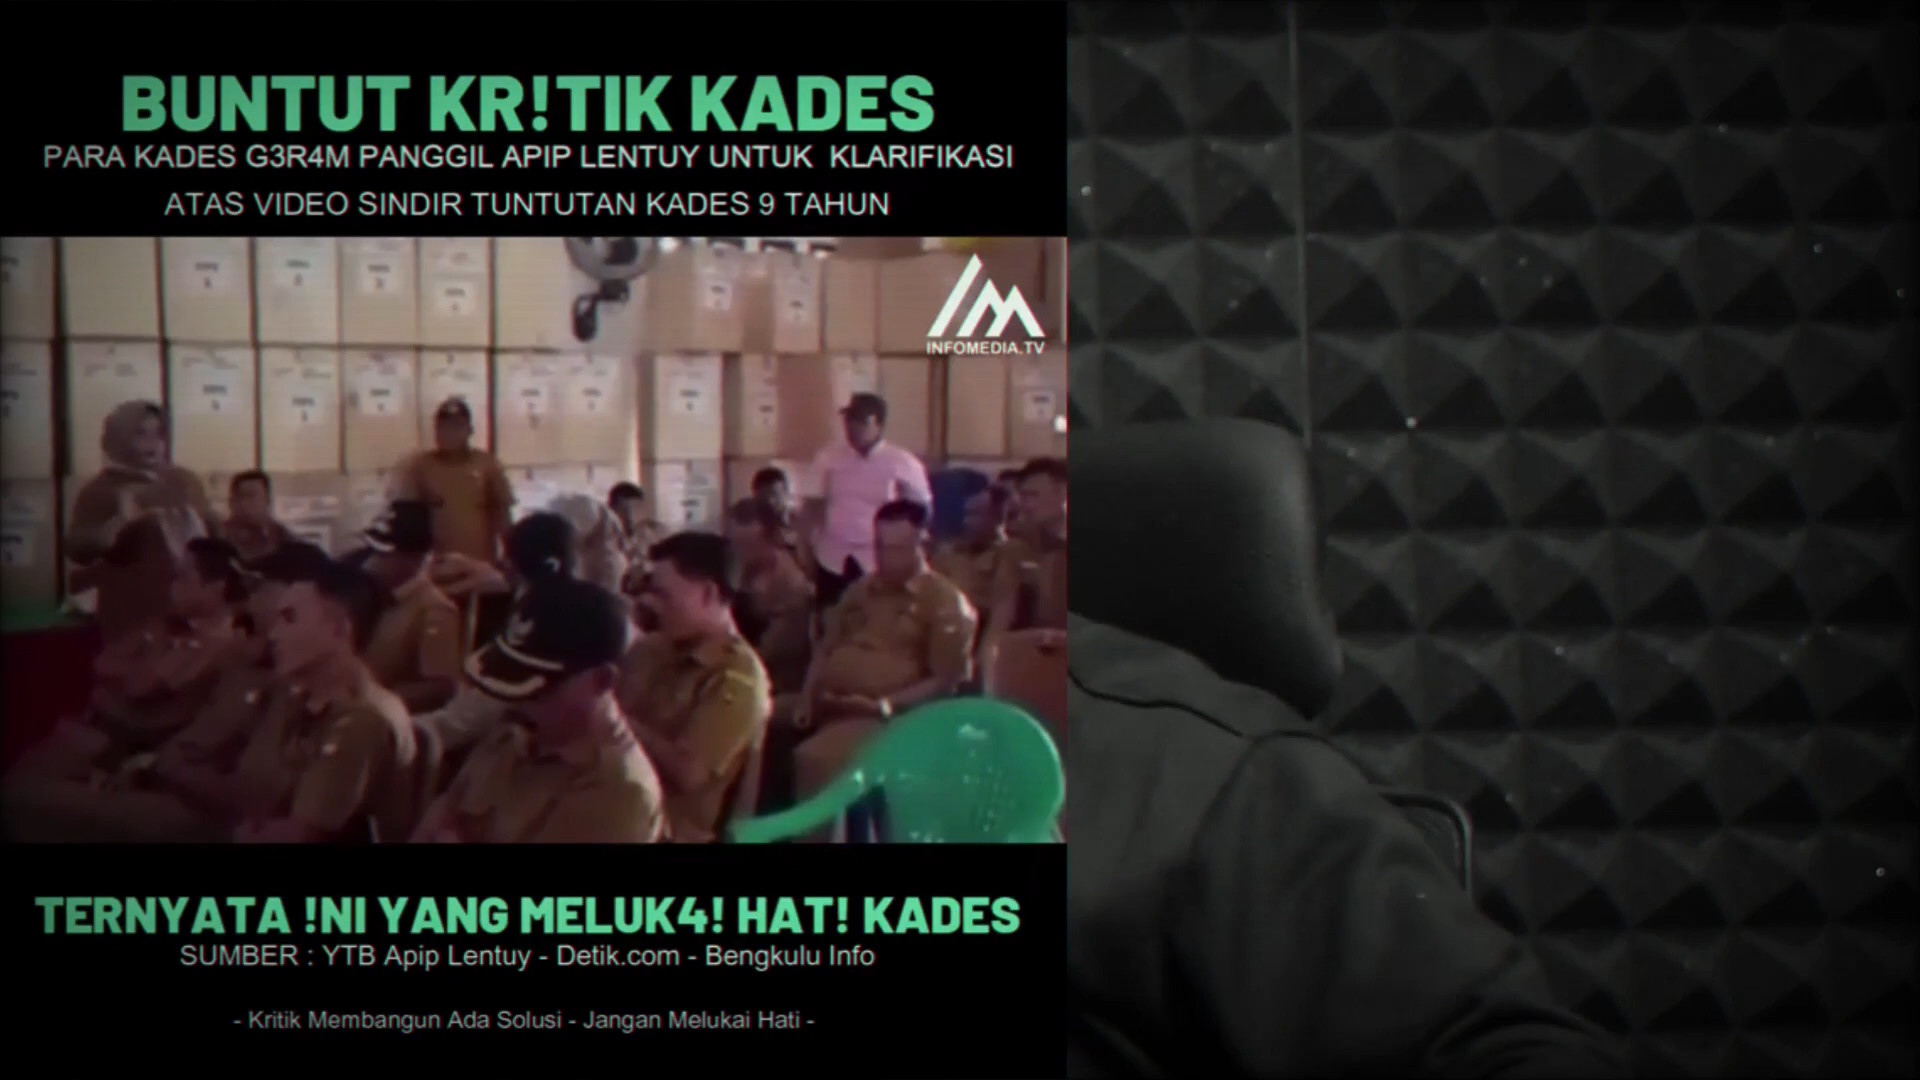 BUNTUT KR!TIK KADES
PARA KADES G3R4M PANGGIL APIP LENTUY UNTUK KLARIFIKASI
ATAS VIDEO SINDIR TUNTUTAN KADES 9 TAHUN
INFOMEDIA.TV
TERNYATA !NI YANG MELUK4! HAT! KADES
SUMBER : YTB Apip Lentuy - Detik.com - Bengkulu Info
- Kritik Membangun Ada Solusi - Jangan Melukai Hati -